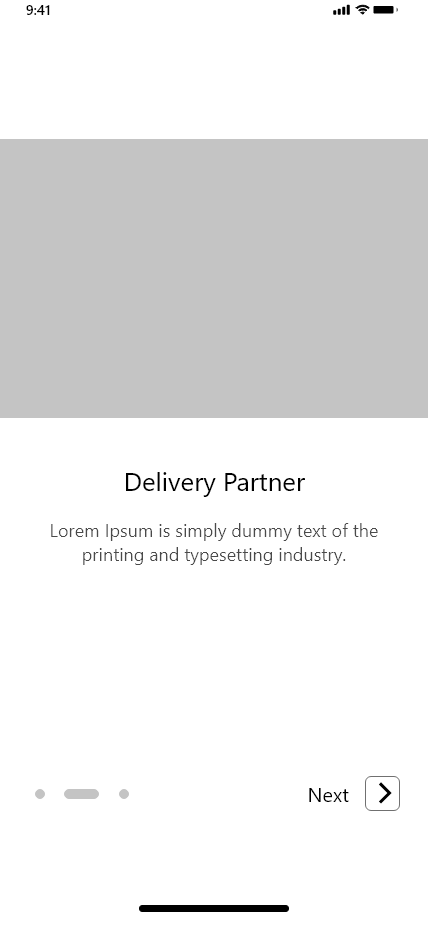 9:41
Delivery Partner
Lorem Ipsum is simply dummy text of the
printing and typesetting industry.
Next